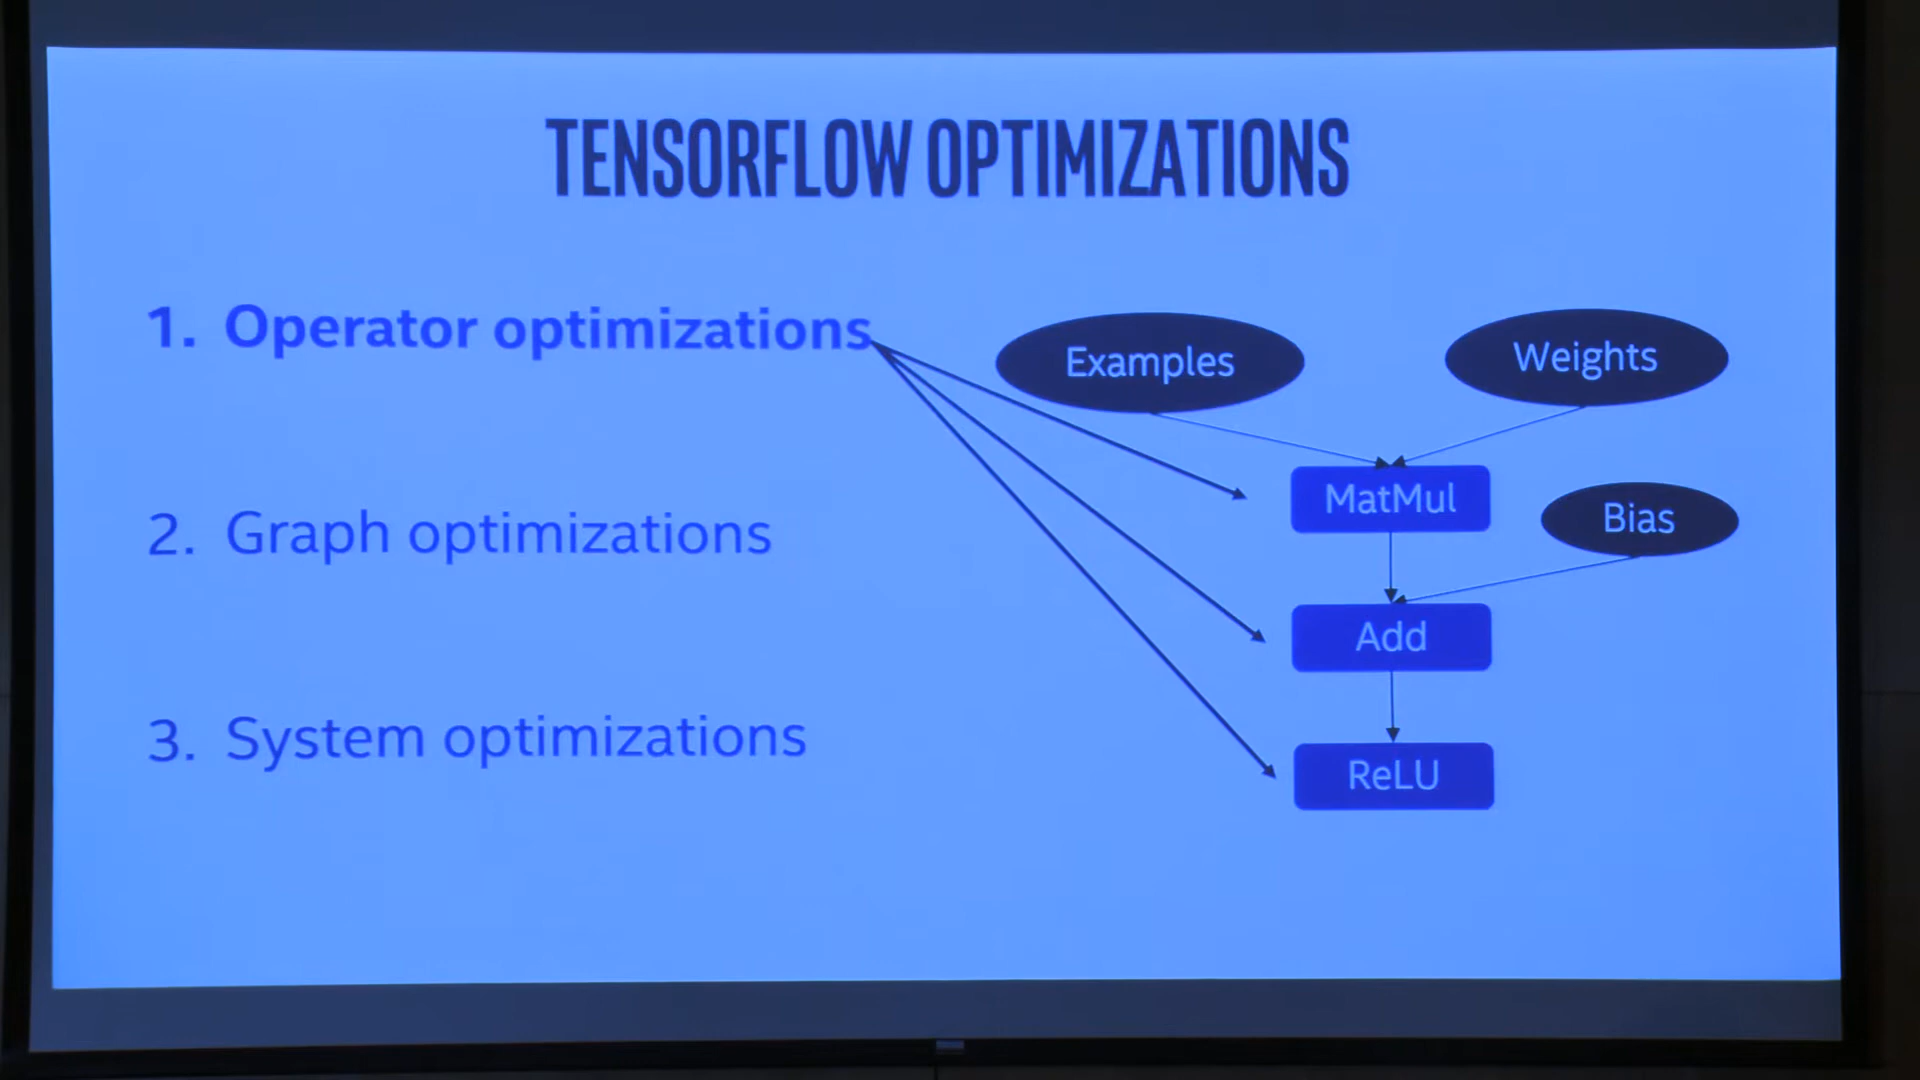 TENSORFLOW OPTIMIZATIONS
1. Operator optimizations
2. Graph optimizations
3. System optimizations
Examples
Weights
MatMul
Bias
Add
ReLU